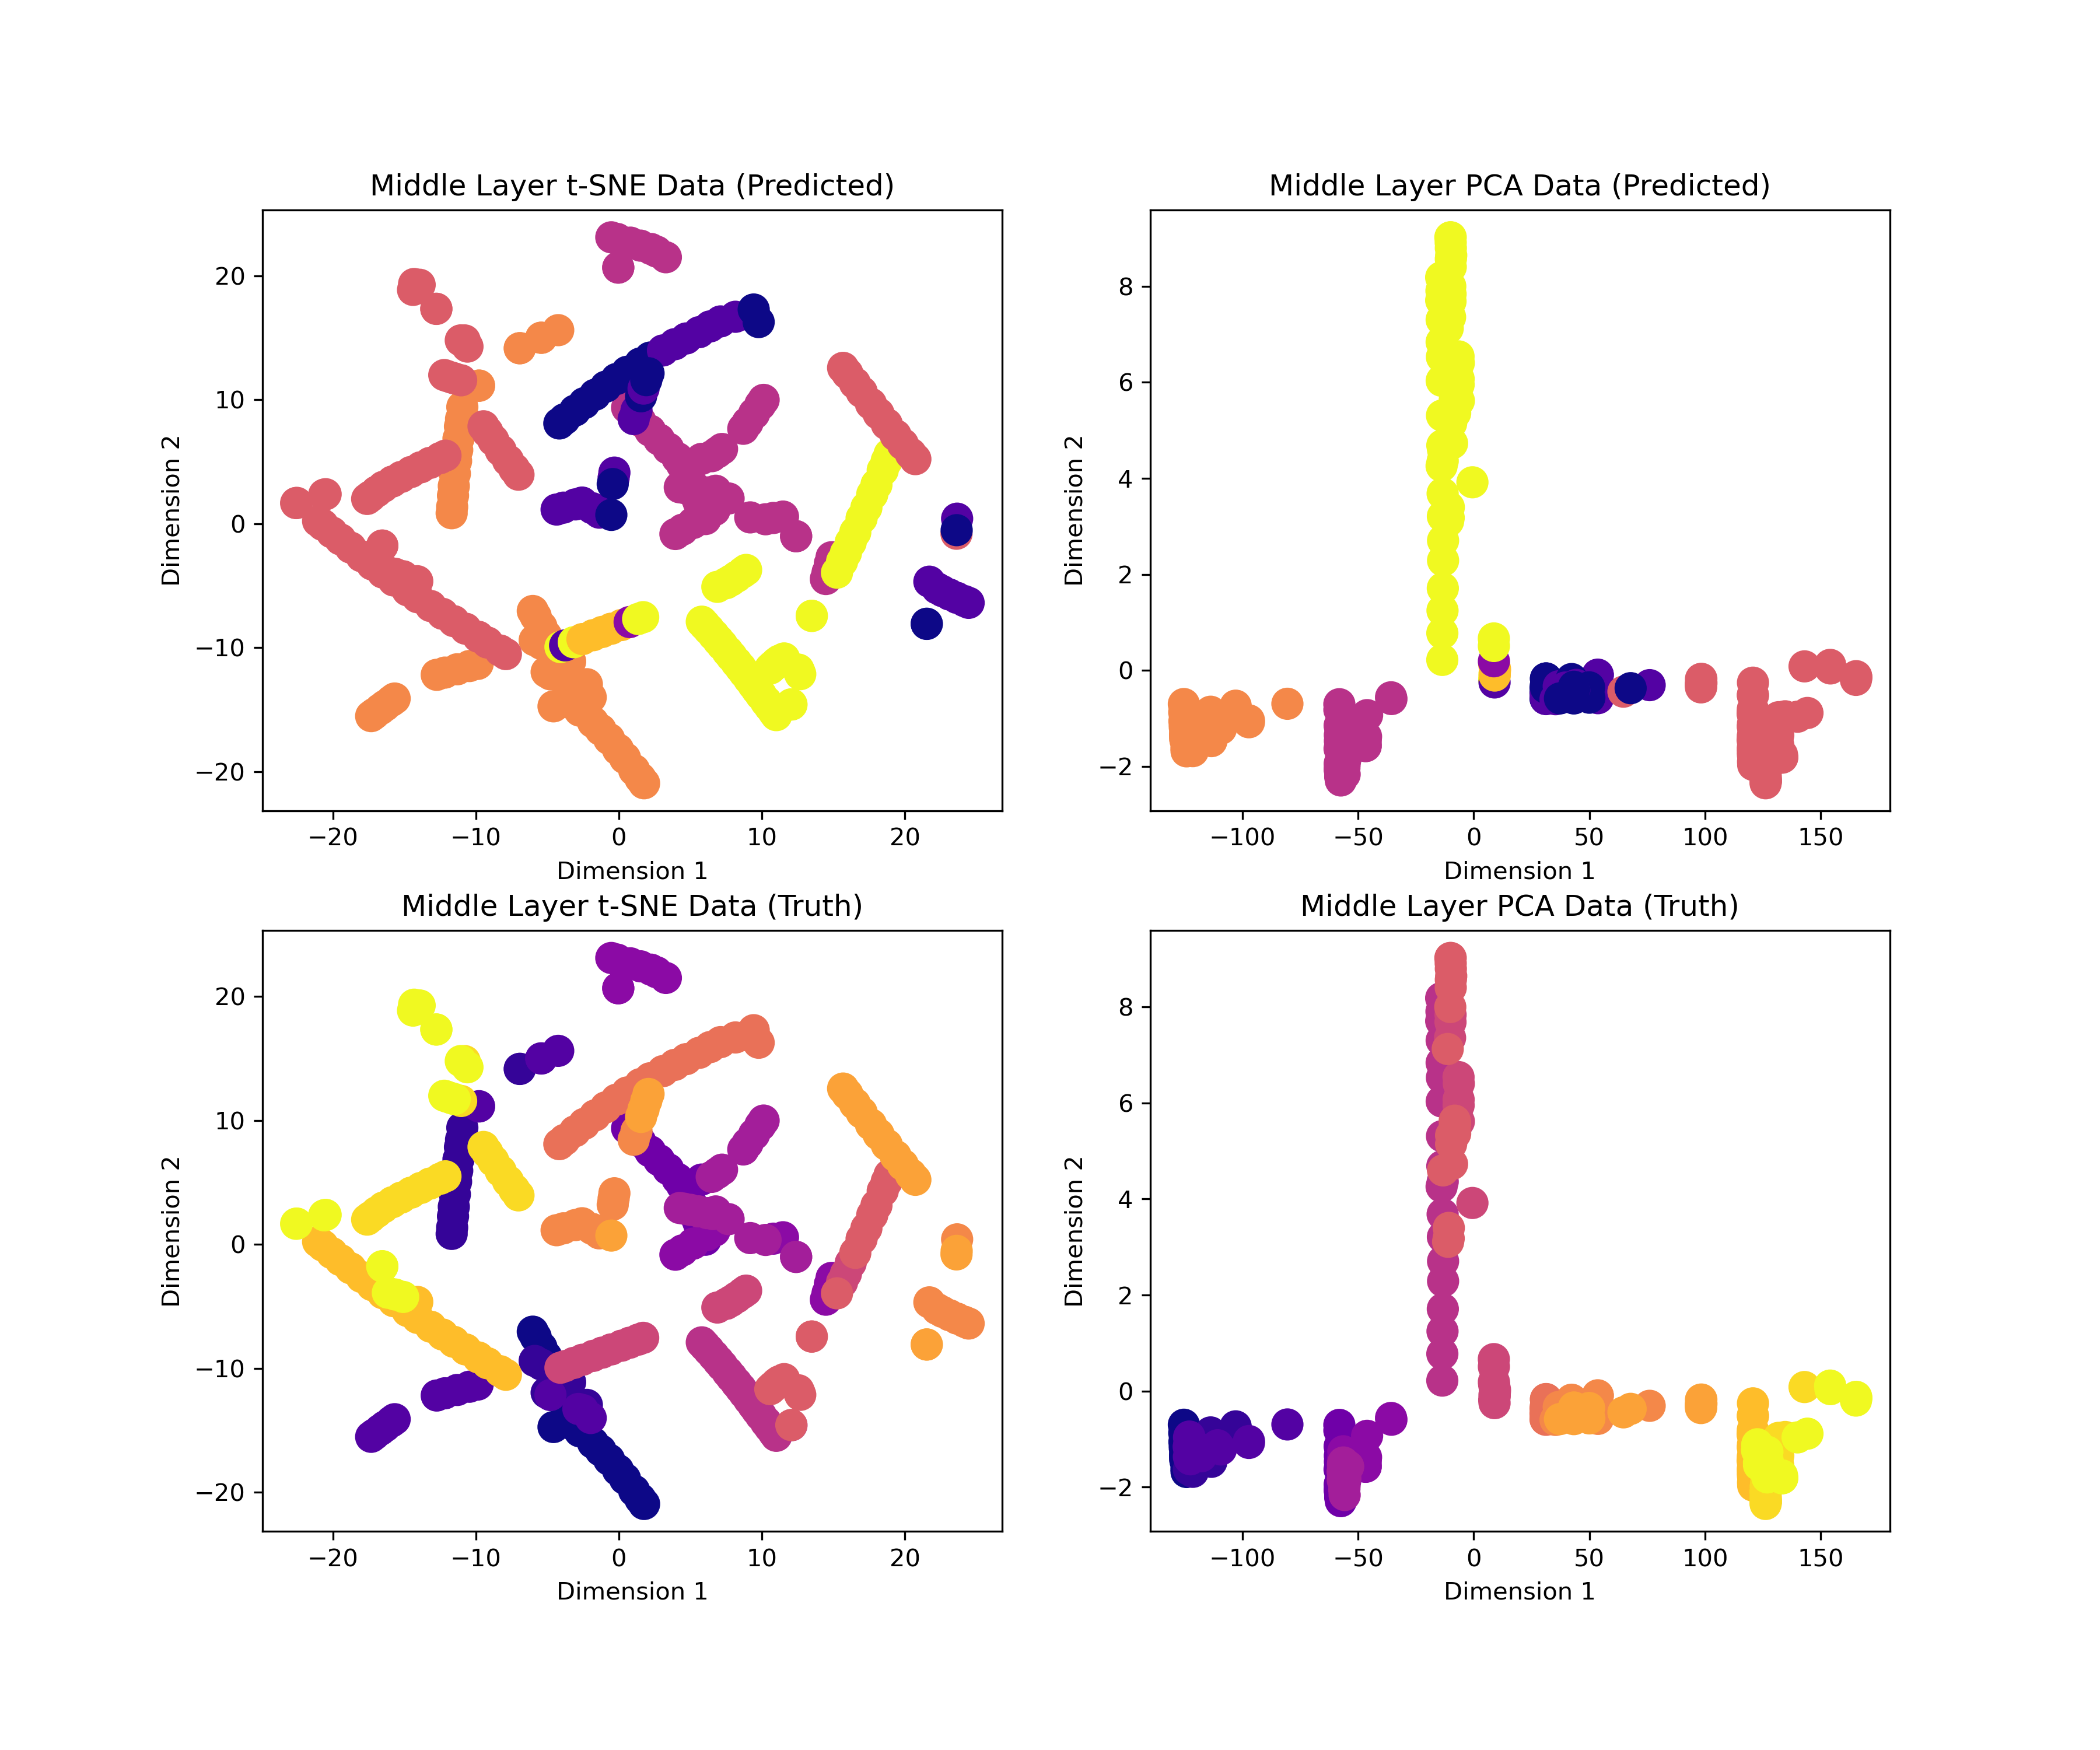 Middle Layer t-SNE Data (Predicted)
20
10
0
−10
−20
Dimension 2
−20 −10 0 10 20
Dimension 1
Middle Layer PCA Data (Predicted)
8
6
4
2
0
−2
Dimension 2
−100 −50 0 50 100 150
Dimension 1
Middle Layer t-SNE Data (Truth)
20
10
0
−10
−20
Dimension 2
−20 −10 0 10 20
Dimension 1
Middle Layer PCA Data (Truth)
8
6
4
2
0
−2
Dimension 2
−100 −50 0 50 100 150
Dimension 1